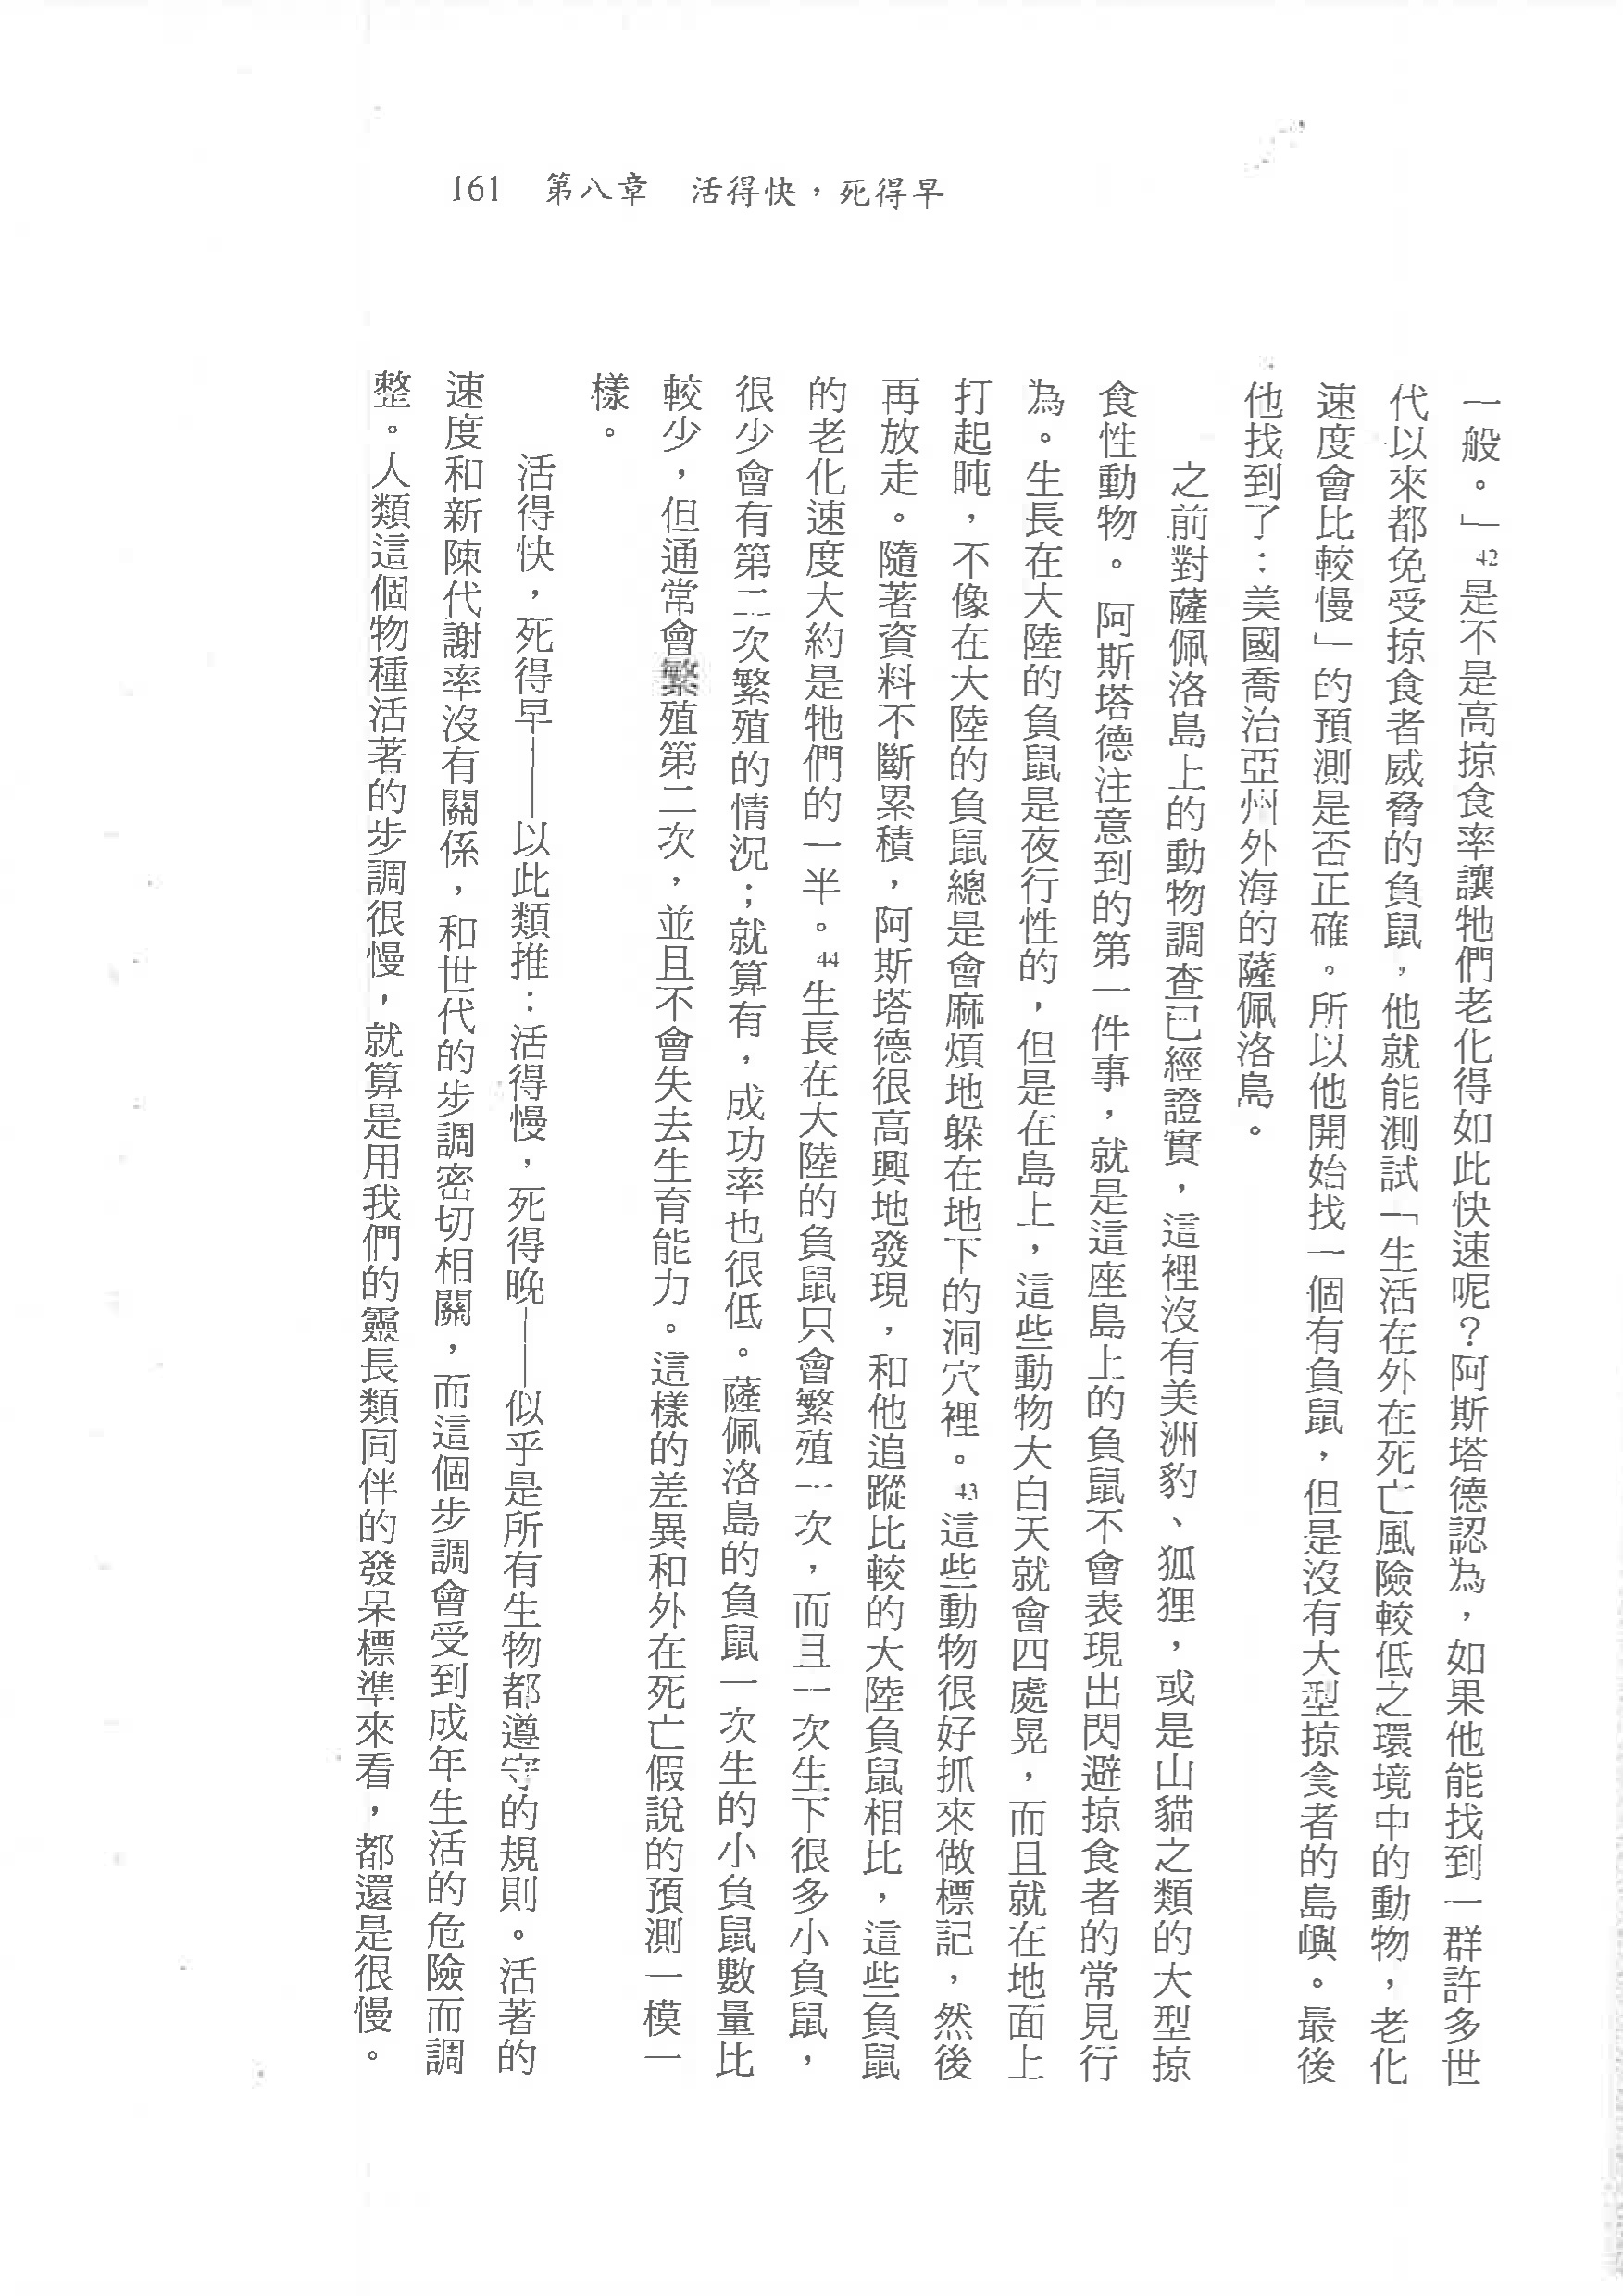 161 第八章 活得快，死得早
一般。」42是不是高掠食率讓牠們老化得如此快速呢？阿斯塔德認為，如果他能找到一群許多世
代以來都免受掠食者威脅的負鼠，他就能測試「生活在外在死亡風險較低之環境中的動物，老化
速度會比較慢」的預測是否正確。所以他開始找一個有負鼠，但是沒有大型掠食者的島嶼。最後
他找到了：美國喬治亞州外海的薩佩洛島。
之前對薩佩洛島上的動物調查已經證實，這裡沒有美洲豹、狐狸，或是山貓之類的大型掠
食性動物。阿斯塔德注意到的第一件事，就是這座島上的負鼠不會表現出閃避掠食者的常見行
為。生長在大陸的負鼠是夜行性的，但是在島上，這些動物大白天就會四處晃，而且就在地面上
打起盹，不像在大陸的負鼠總是會麻煩地躲在地下的洞穴裡。43這些動物很好抓來做標記，然後
再放走。隨著資料不斷累積，阿斯塔德很高興地發現，和他追蹤比較的大陸負鼠相比，這些負鼠
的老化速度大約是牠們的一半。44生長在大陸的負鼠只會繁殖一次，而且一次生下很多小負鼠，
很少會有第二次繁殖的情況；就算有，成功率也很低。薩佩洛島的負鼠一次生的小負鼠數量比
較少，但通常會繁殖第二次，並且不會失去生育能力。這樣的差異和外在死亡假說的預測一模一
樣。
活得快，死得早——以此類推：活得慢，死得晚——似乎是所有生物都遵守的規則。活著的
速度和新陳代謝率沒有關係，和世代的步調密切相關，而這個步調會受到成年生活的危險而調
整。人類這個物種活著的步調很慢，就算是用我們的靈長類同伴的發呆標準來看，都還是很慢。